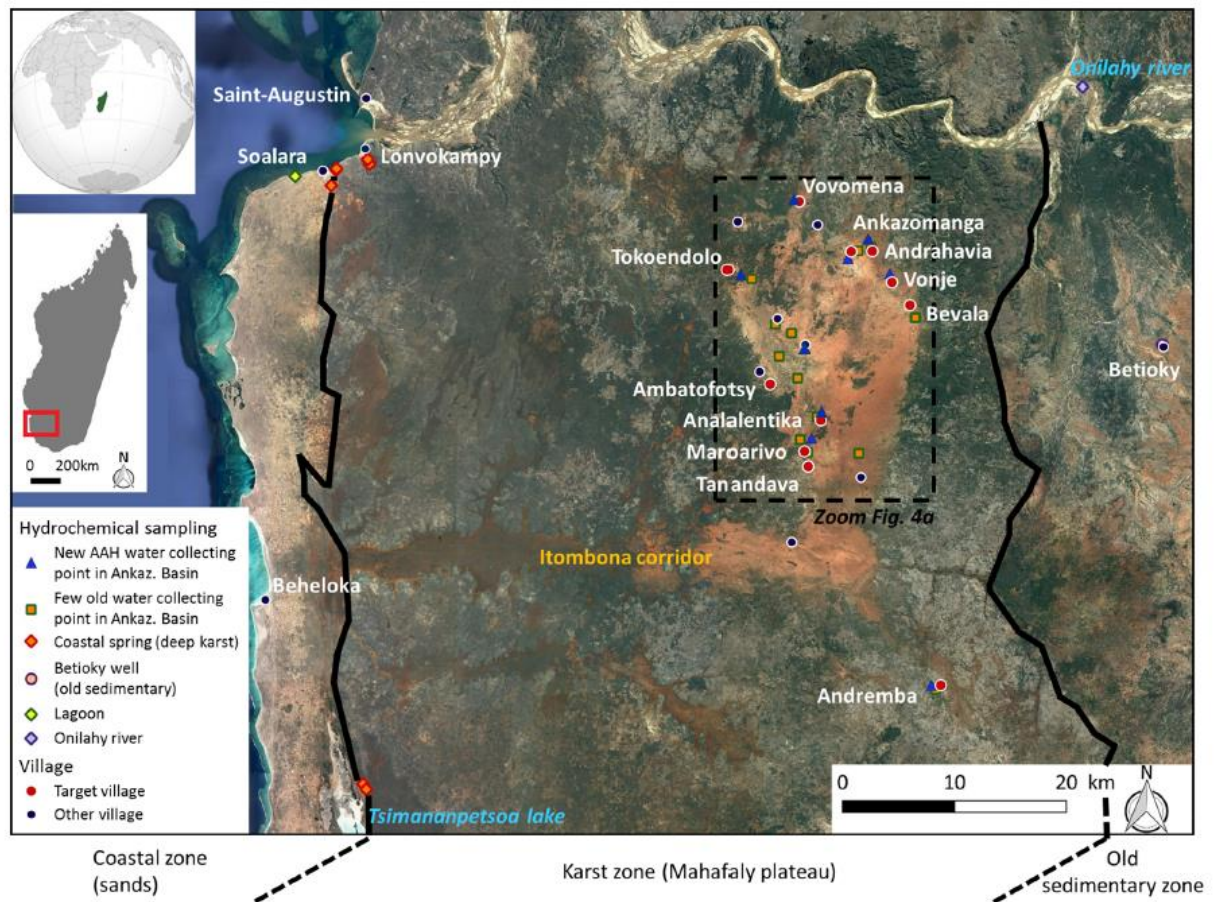 Onilahy river
Saint-Augustin
Soalara
Lonvokampy
Vovomena
Ankazomanga
Tokoendolo
Andrahavia
Vonje
Bevala
Betioky
Ambatofotsy
Analalentika
Maroarivo
Tanandava
Zoom Fig. 4a
Itombona corridor
Beheloka
Andremba
Tsimananpetsoa lake
0 200km
N
Hydrochemical sampling
New AAH water collecting
point in Ankaz. Basin
Few old water collecting
point in Ankaz. Basin
Coastal spring (deep karst)
Betioky well
(old sedimentary)
Lagoon
Onilahy river
Village
Target village
Other village
0 10 20 km
N
Coastal zone
(sands)
Karst zone (Mahafaly plateau)
Old
sedimentary zone